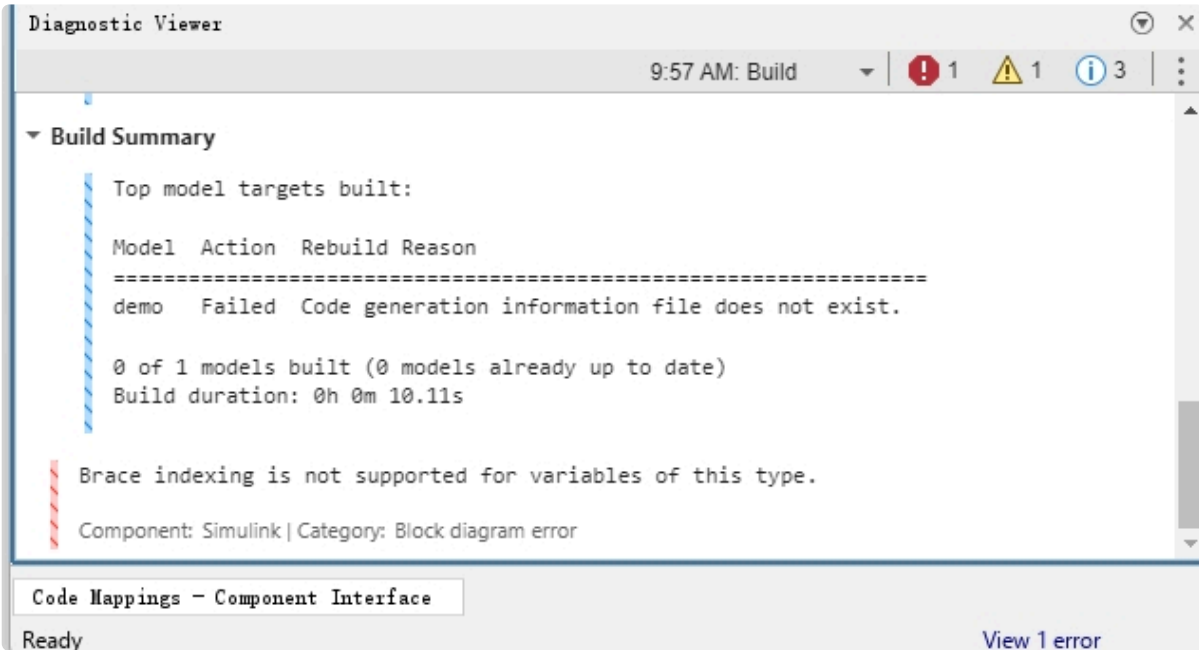 Diagnostic Viewer
9:57 AM: Build 1 1 3
Build Summary
Top model targets built:
Model Action Rebuild Reason
=================================================================
demo Failed Code generation information file does not exist.
0 of 1 models built (0 models already up to date)
Build duration: 0h 0m 10.11s
Brace indexing is not supported for variables of this type.
Component: Simulink | Category: Block diagram error
Code Mappings - Component Interface
Ready View 1 error